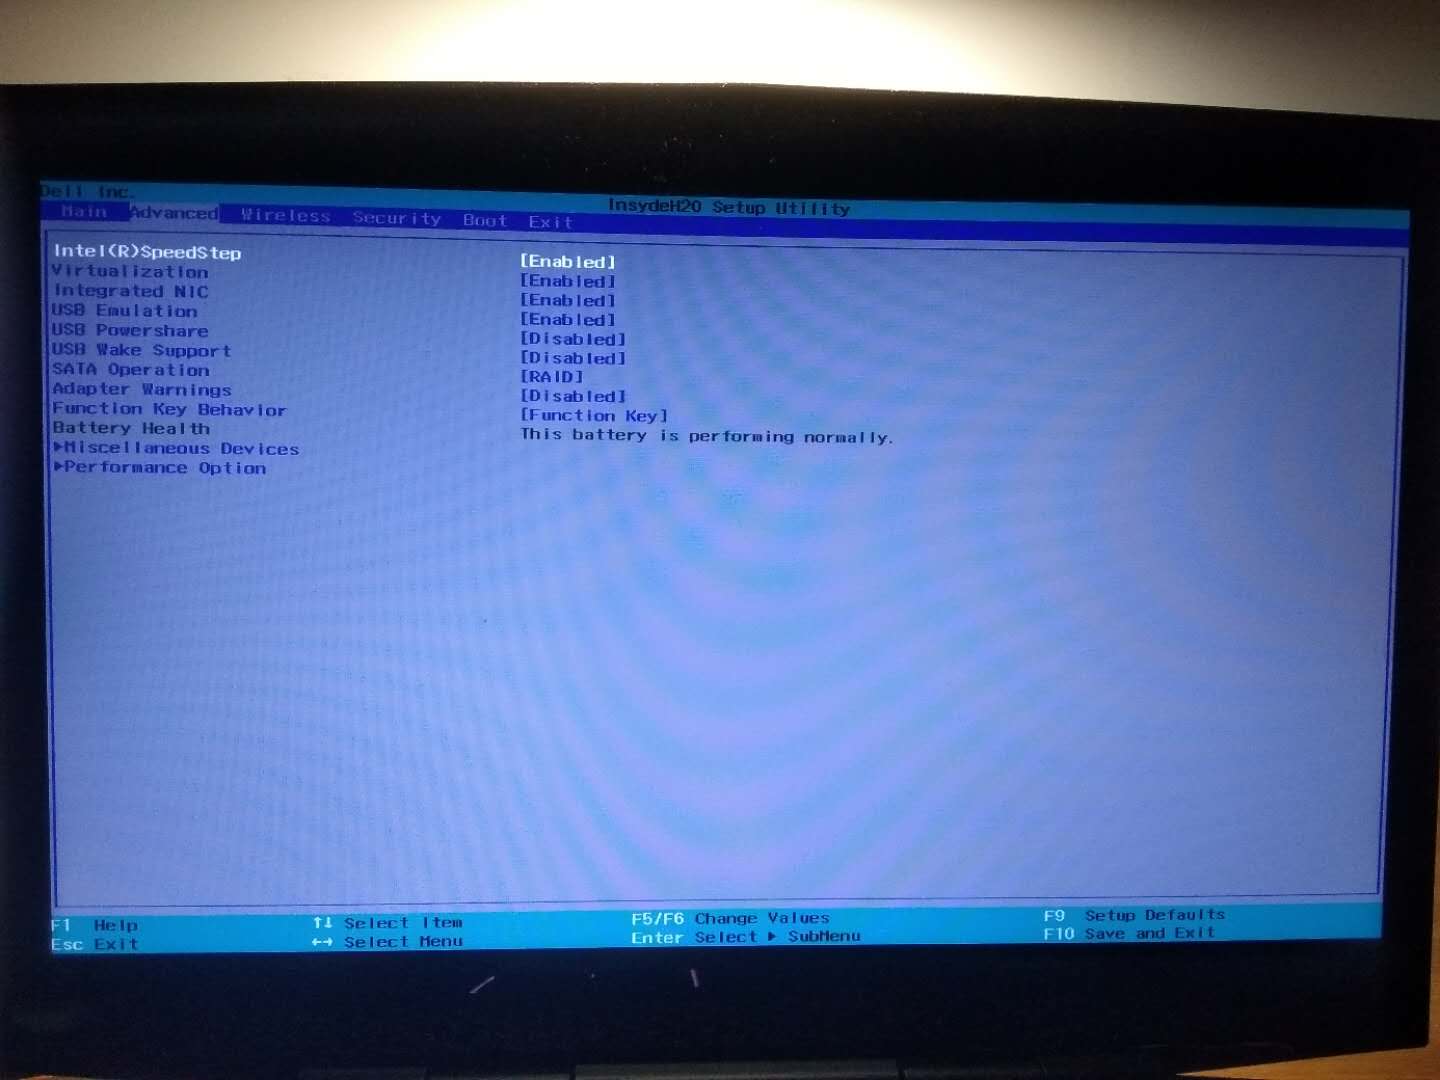 Dell Inc.
InsydeH20 Setup Utility
Main Advanced Wireless Security Boot Exit
Intel(R)SpeedStep [Enabled]
Virtualization [Enabled]
Integrated NIC [Enabled]
USB Emulation [Enabled]
USB Powershare [Disabled]
USB Wake Support [Disabled]
SATA Operation [RAID]
Adapter Warnings [Disabled]
Function Key Behavior [Function Key]
Battery Health This battery is performing normally.
▶Miscellaneous Devices
▶Performance Option
F1 Help ↑↓ Select Item F5/F6 Change Values F9 Setup Defaults
Esc Exit ←→ Select Menu Enter Select ▶ SubMenu F10 Save and Exit